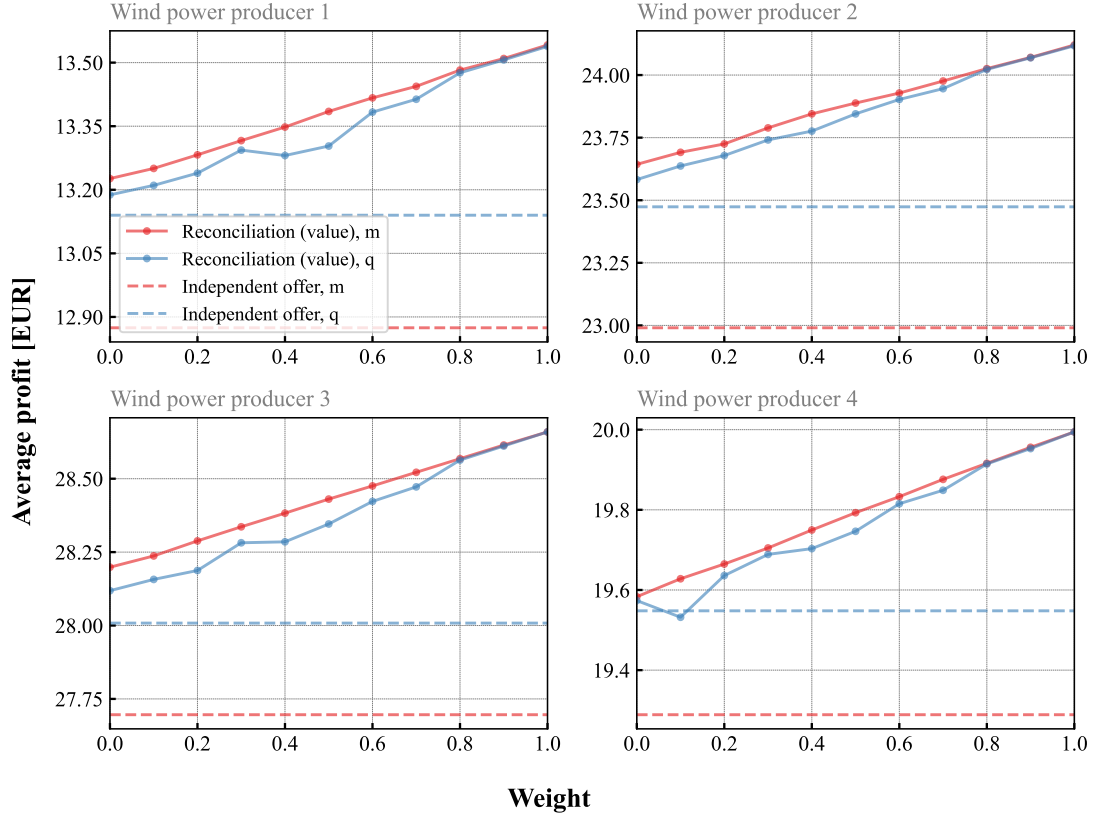 Wind power producer 1
Wind power producer 2
13.50
13.35
13.20
13.05
12.90
0.0 0.2 0.4 0.6 0.8 1.0
Reconciliation (value), m
Reconciliation (value), q
Independent offer, m
Independent offer, q
24.00
23.75
23.50
23.25
23.00
0.0 0.2 0.4 0.6 0.8 1.0
Average profit [EUR]
Wind power producer 3
Wind power producer 4
28.50
28.25
28.00
27.75
0.0 0.2 0.4 0.6 0.8 1.0
20.0
19.8
19.6
19.4
0.0 0.2 0.4 0.6 0.8 1.0
Weight